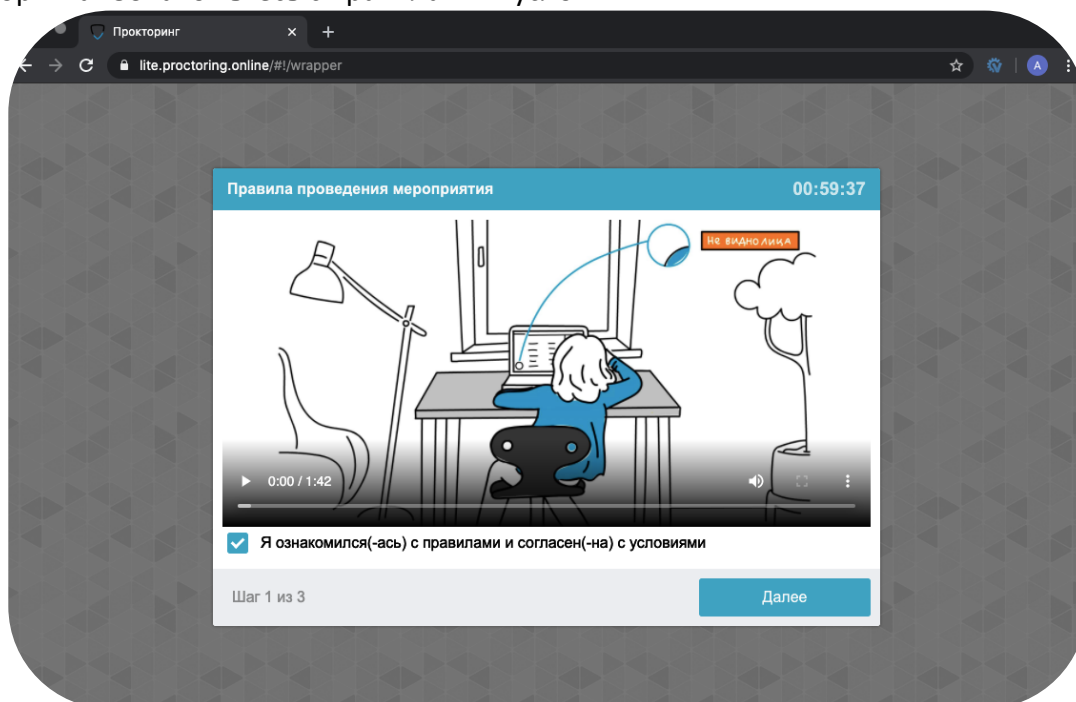 Прокторинг
lite.proctoring.online/#!/wrapper
A
Правила проведения мероприятия 00:59:37
Не видно лица
0:00 / 1:42
Я ознакомился(-ась) с правилами и согласен(-на) с условиями
Шаг 1 из 3 Далее